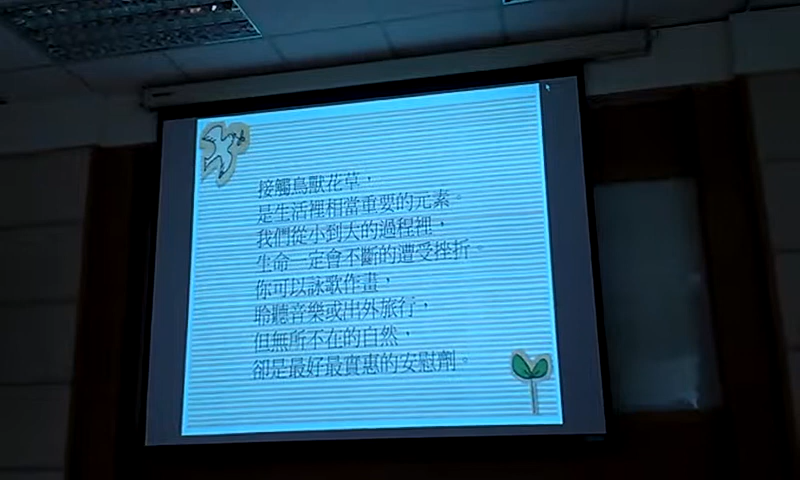 接觸鳥獸花草，
是生活裡相當重要的元素。
我們從小到大的過程裡，
生命一定會不斷的遭受挫折。
你可以詠歌作畫，
聆聽音樂或出外旅行，
但無所不在的自然，
卻是最好最實惠的安慰劑。